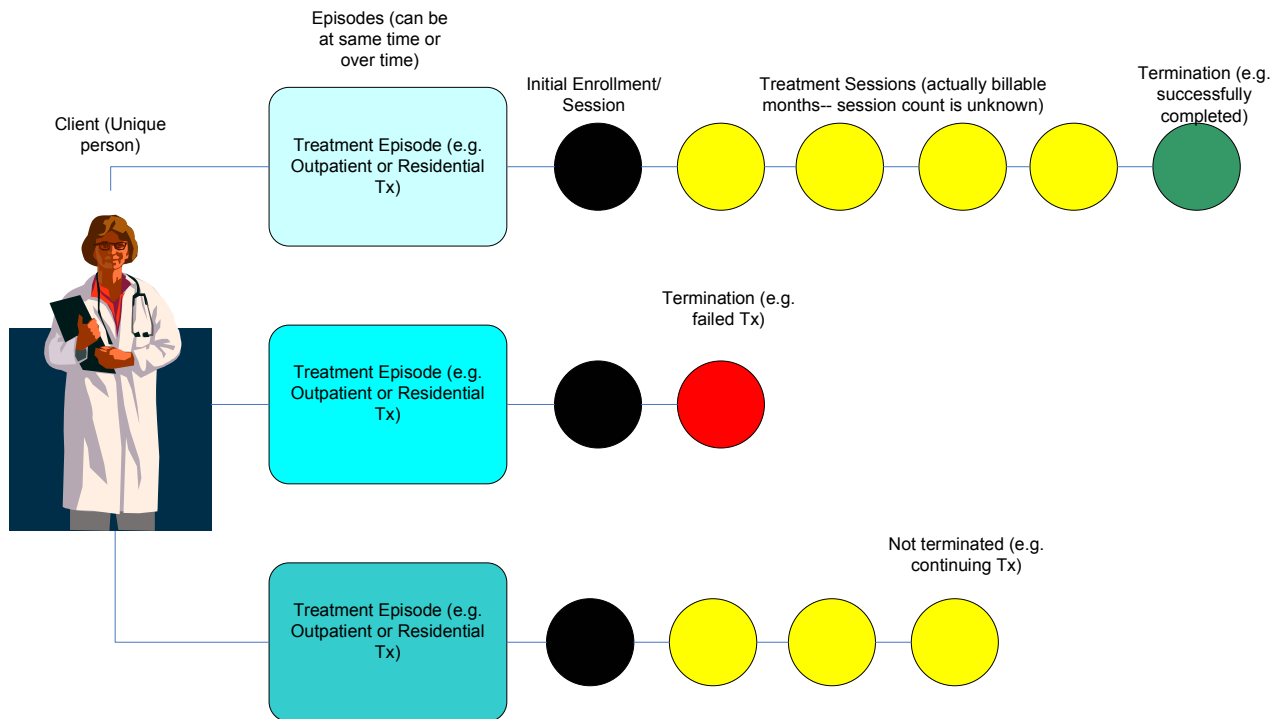 Episodes (can be
at same time or
over time)
Initial Enrollment/
Session
Treatment Sessions (actually billable
months-- session count is unknown)
Termination (e.g.
successfully
completed)
Client (Unique
person)
Treatment Episode (e.g.
Outpatient or Residential
Tx)
Termination (e.g.
failed Tx)
Treatment Episode (e.g.
Outpatient or Residential
Tx)
Not terminated (e.g.
continuing Tx)
Treatment Episode (e.g.
Outpatient or Residential
Tx)